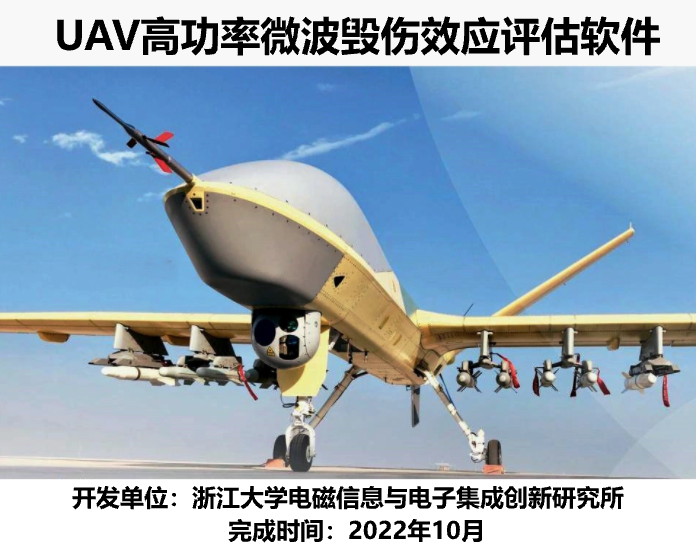 UAV高功率微波毁伤效应评估软件
开发单位：浙江大学电磁信息与电子集成创新研究所
完成时间：2022年10月